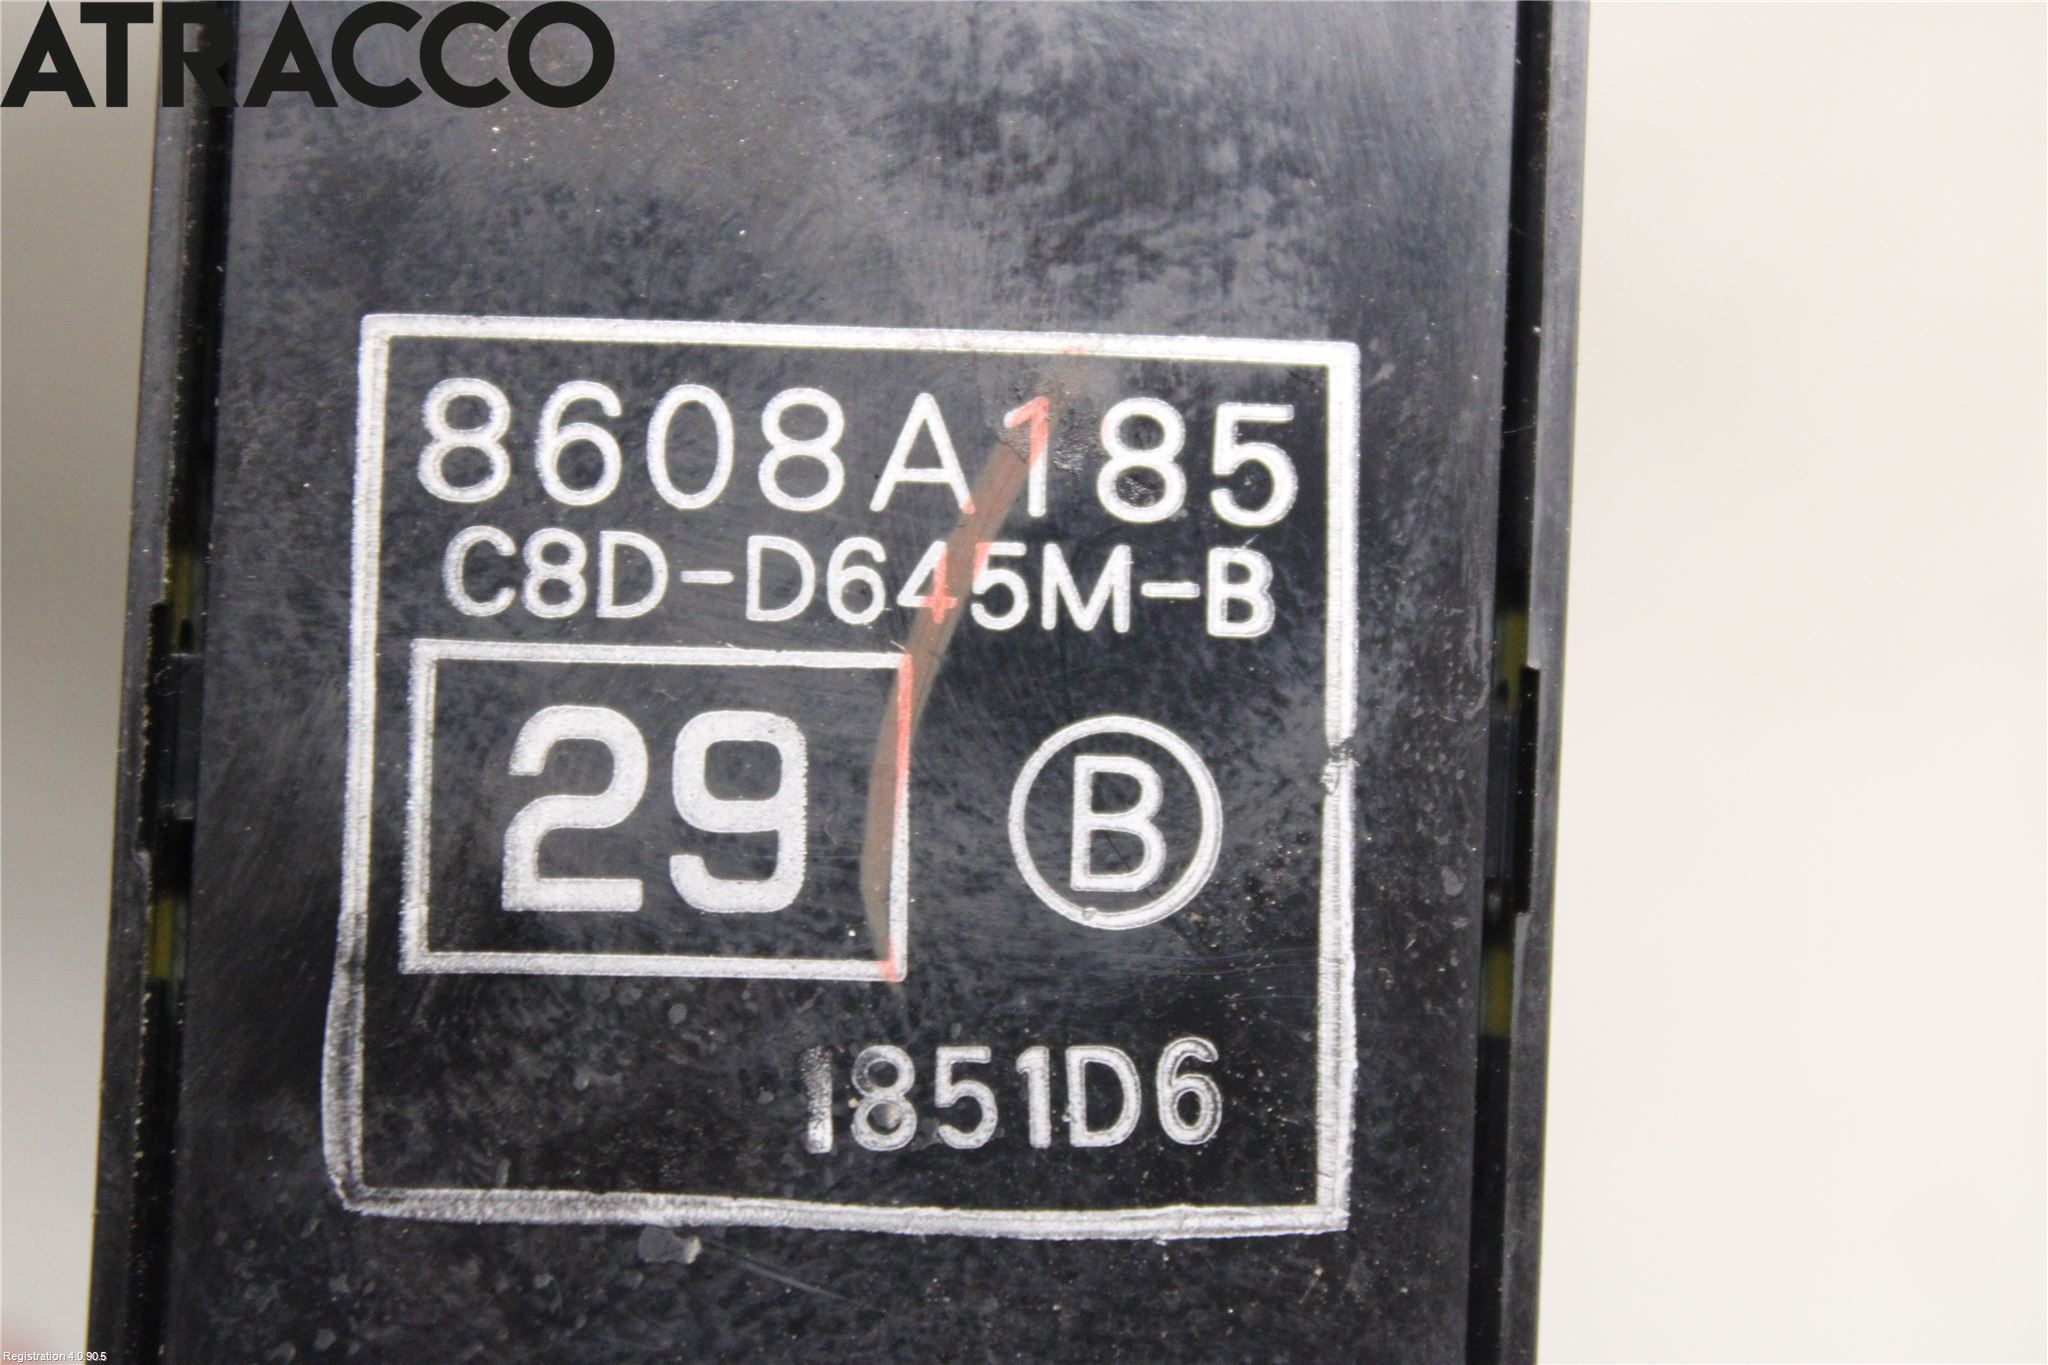 ATRACCO
8608A185
C8D-D645M-B
29
B
1851D6
Registration 4.0.90.5